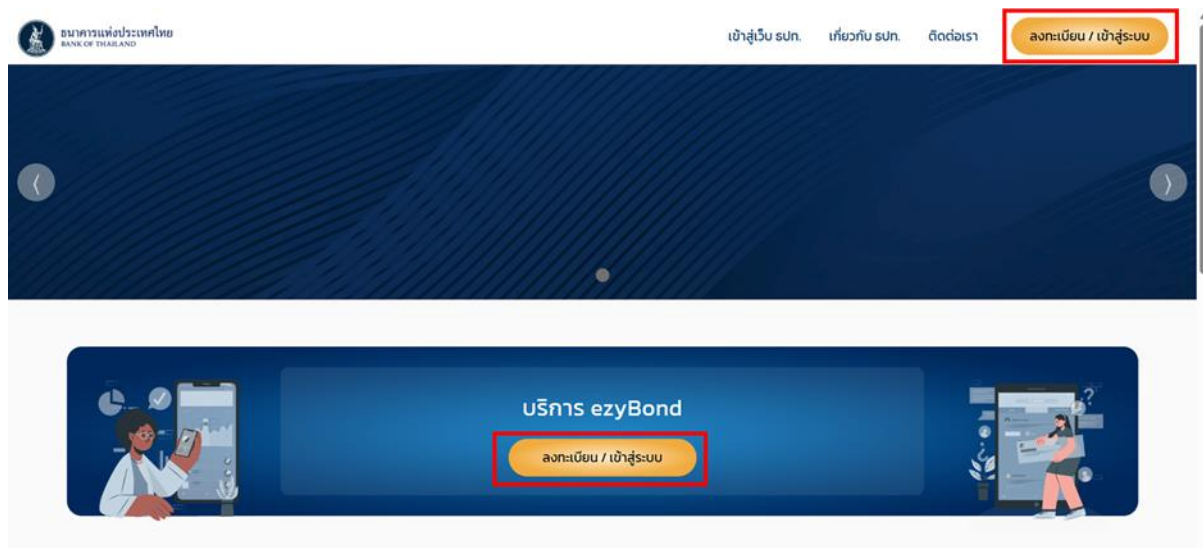 ธนาคารแห่งประเทศไทย
BANK OF THAILAND
เข้าสู่เว็บ ธปท. เกี่ยวกับ ธปท. ติดต่อเรา ลงทะเบียน / เข้าสู่ระบบ
บริการ ezyBond
ลงทะเบียน / เข้าสู่ระบบ